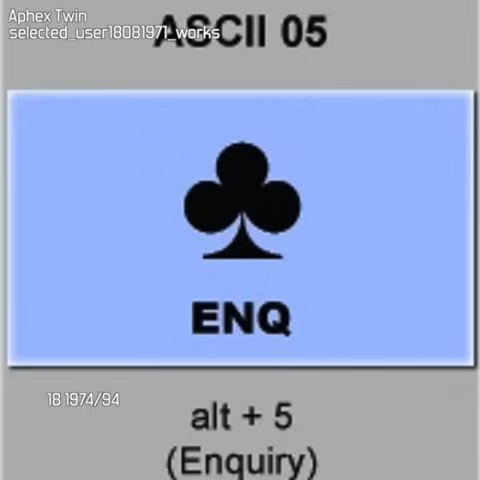 Aphex Twin
selected_user18081971_works
ASCII 05
ENQ
18 1974/94
alt + 5
(Enquiry)